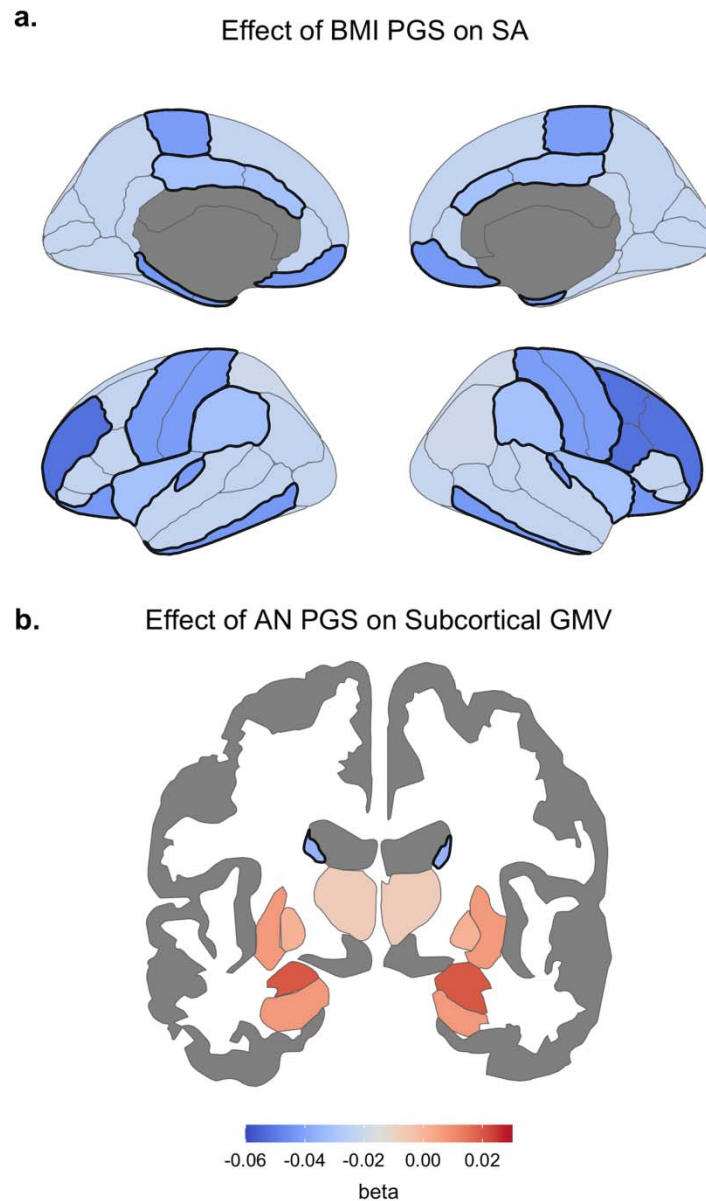 a.
Effect of BMI PGS on SA
b.
Effect of AN PGS on Subcortical GMV
-0.06 -0.04 -0.02 0.00 0.02
beta